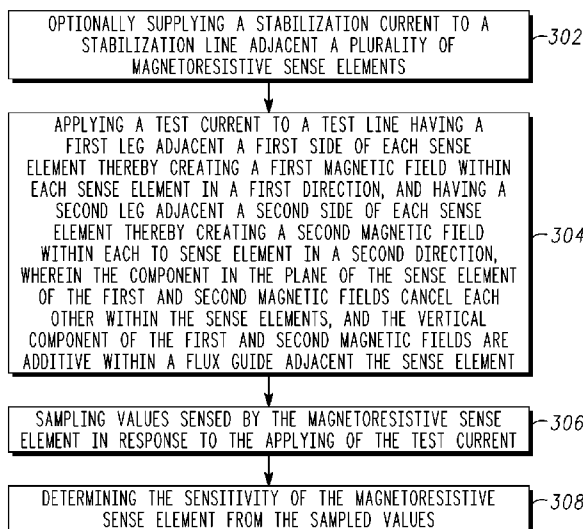 OPTIONALLY SUPPLYING A STABILIZATION CURRENT TO A
STABILIZATION LINE ADJACENT A PLURALITY OF
MAGNETORESISTIVE SENSE ELEMENTS
302
APPLYING A TEST CURRENT TO A TEST LINE HAVING A
FIRST LEG ADJACENT A FIRST SIDE OF EACH SENSE
ELEMENT THEREBY CREATING A FIRST MAGNETIC FIELD WITHIN
EACH SENSE ELEMENT IN A FIRST DIRECTION, AND HAVING A
SECOND LEG ADJACENT A SECOND SIDE OF EACH SENSE
ELEMENT THEREBY CREATING A SECOND MAGNETIC FIELD
WITHIN EACH TO SENSE ELEMENT IN A SECOND DIRECTION,
WHEREIN THE COMPONENT IN THE PLANE OF THE SENSE ELEMENT
OF THE FIRST AND SECOND MAGNETIC FIELDS CANCEL EACH
OTHER WITHIN THE SENSE ELEMENTS, AND THE VERTICAL
COMPONENT OF THE FIRST AND SECOND MAGNETIC FIELDS ARE
ADDITIVE WITHIN A FLUX GUIDE ADJACENT THE SENSE ELEMENT
304
SAMPLING VALUES SENSED BY THE MAGNETORESISTIVE SENSE
ELEMENT IN RESPONSE TO THE APPLYING OF THE TEST CURRENT
306
DETERMINING THE SENSITIVITY OF THE MAGNETORESISTIVE
SENSE ELEMENT FROM THE SAMPLED VALUES
308